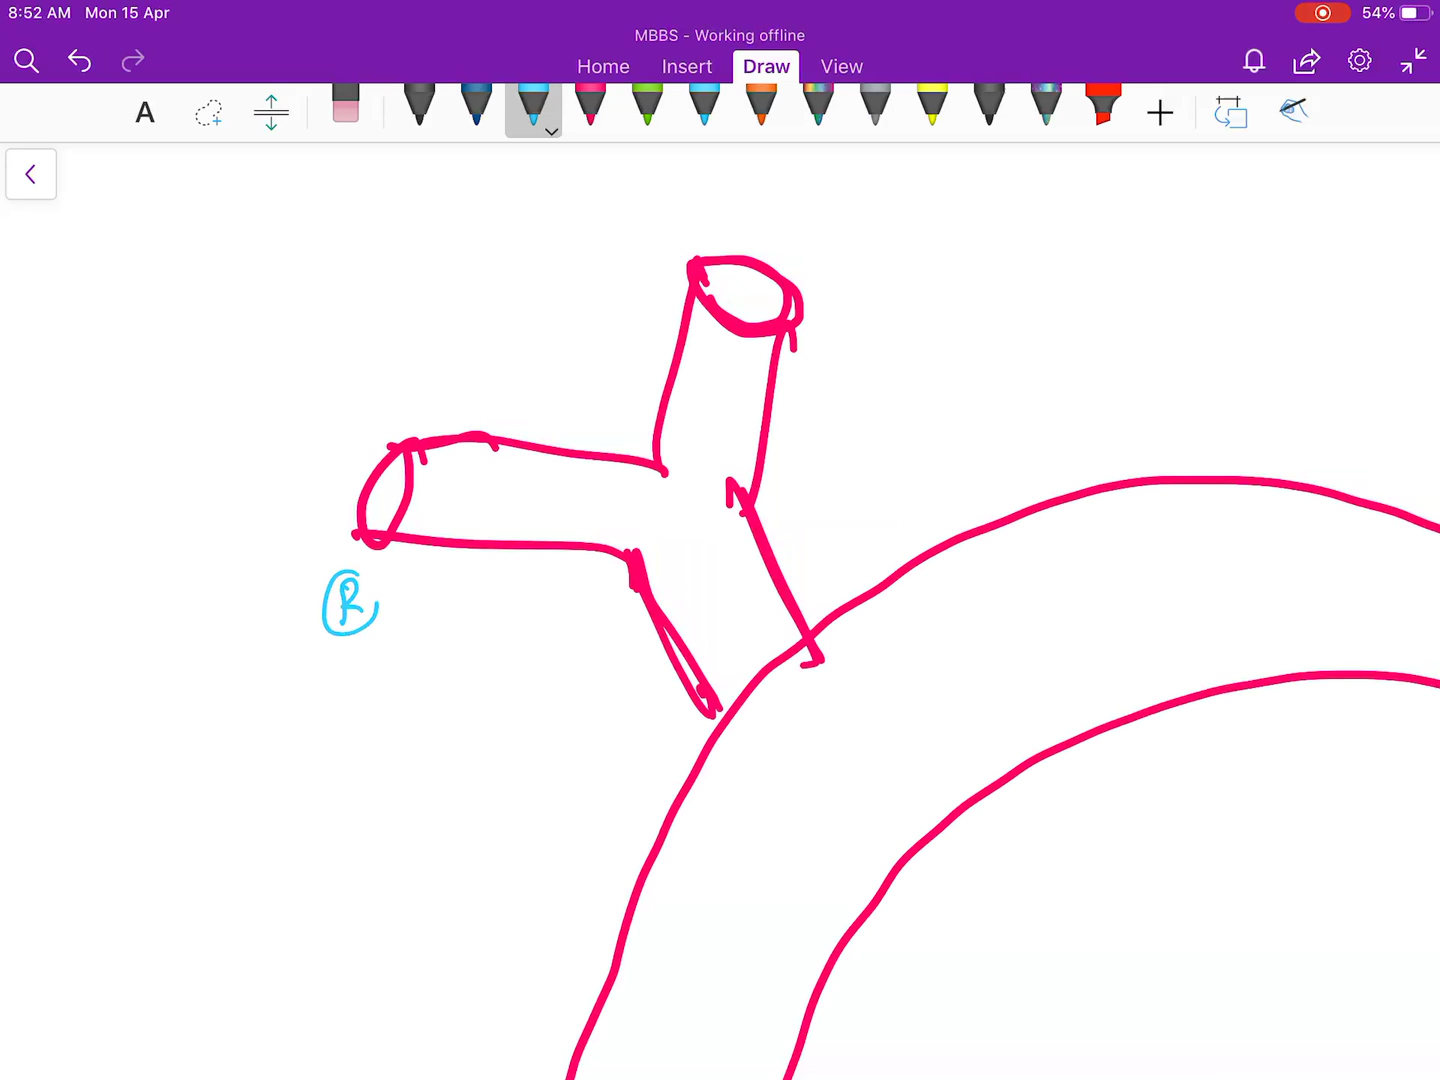 8:52 AM Mon 15 Apr
54%
MBBS - Working offline
Home Insert Draw View
A
R